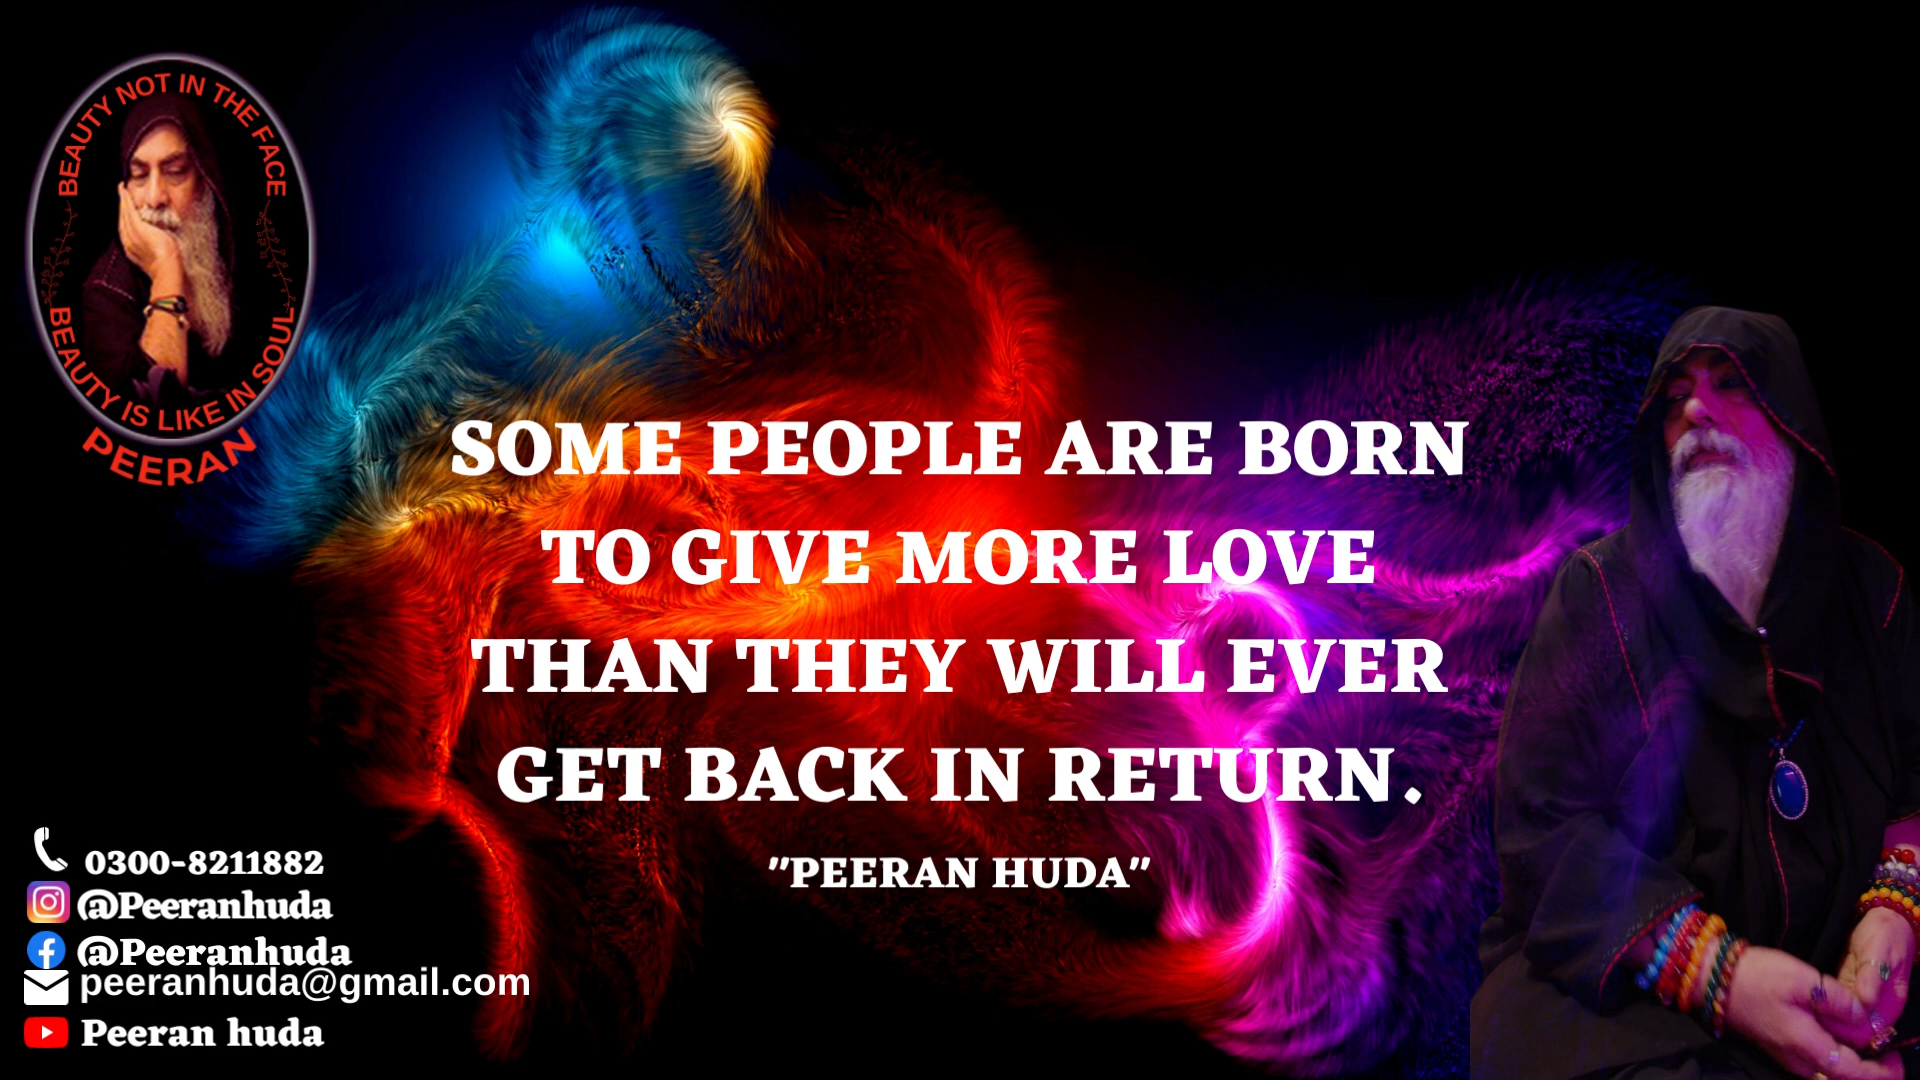 BEAUTY NOT IN THE FACE
BEAUTY IS LIKE IN SOUL
PEERAN
SOME PEOPLE ARE BORN
TO GIVE MORE LOVE
THAN THEY WILL EVER
GET BACK IN RETURN.
"PEERAN HUDA"
0300-8211882
@Peeranhuda
@Peeranhuda
peeranhuda@gmail.com
Peeran huda